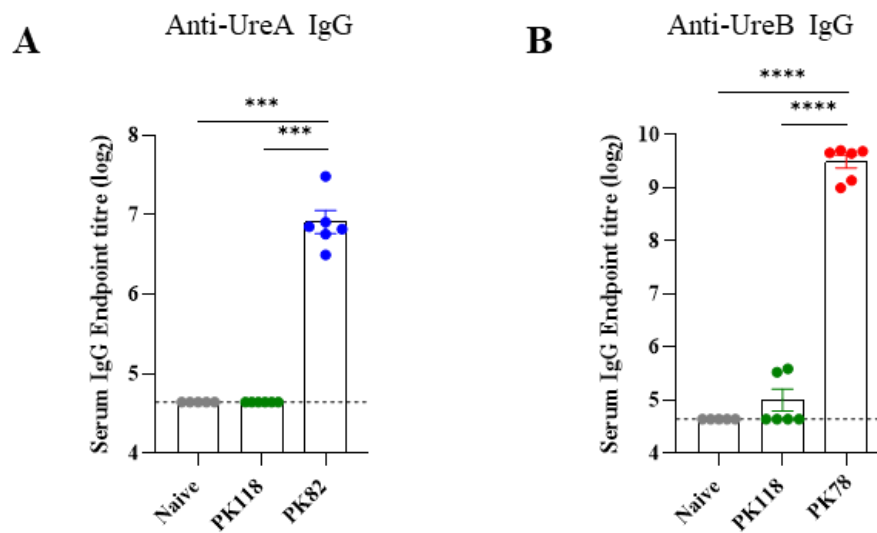 Anti-UreA IgG
A
***
***
Serum IgG Endpoint titre (log2)
8
7
6
5
4
Naive
PK118
PK82
Anti-UreB IgG
B
****
****
Serum IgG Endpoint titre (log2)
10
9
8
7
6
5
4
Naive
PK118
PK78